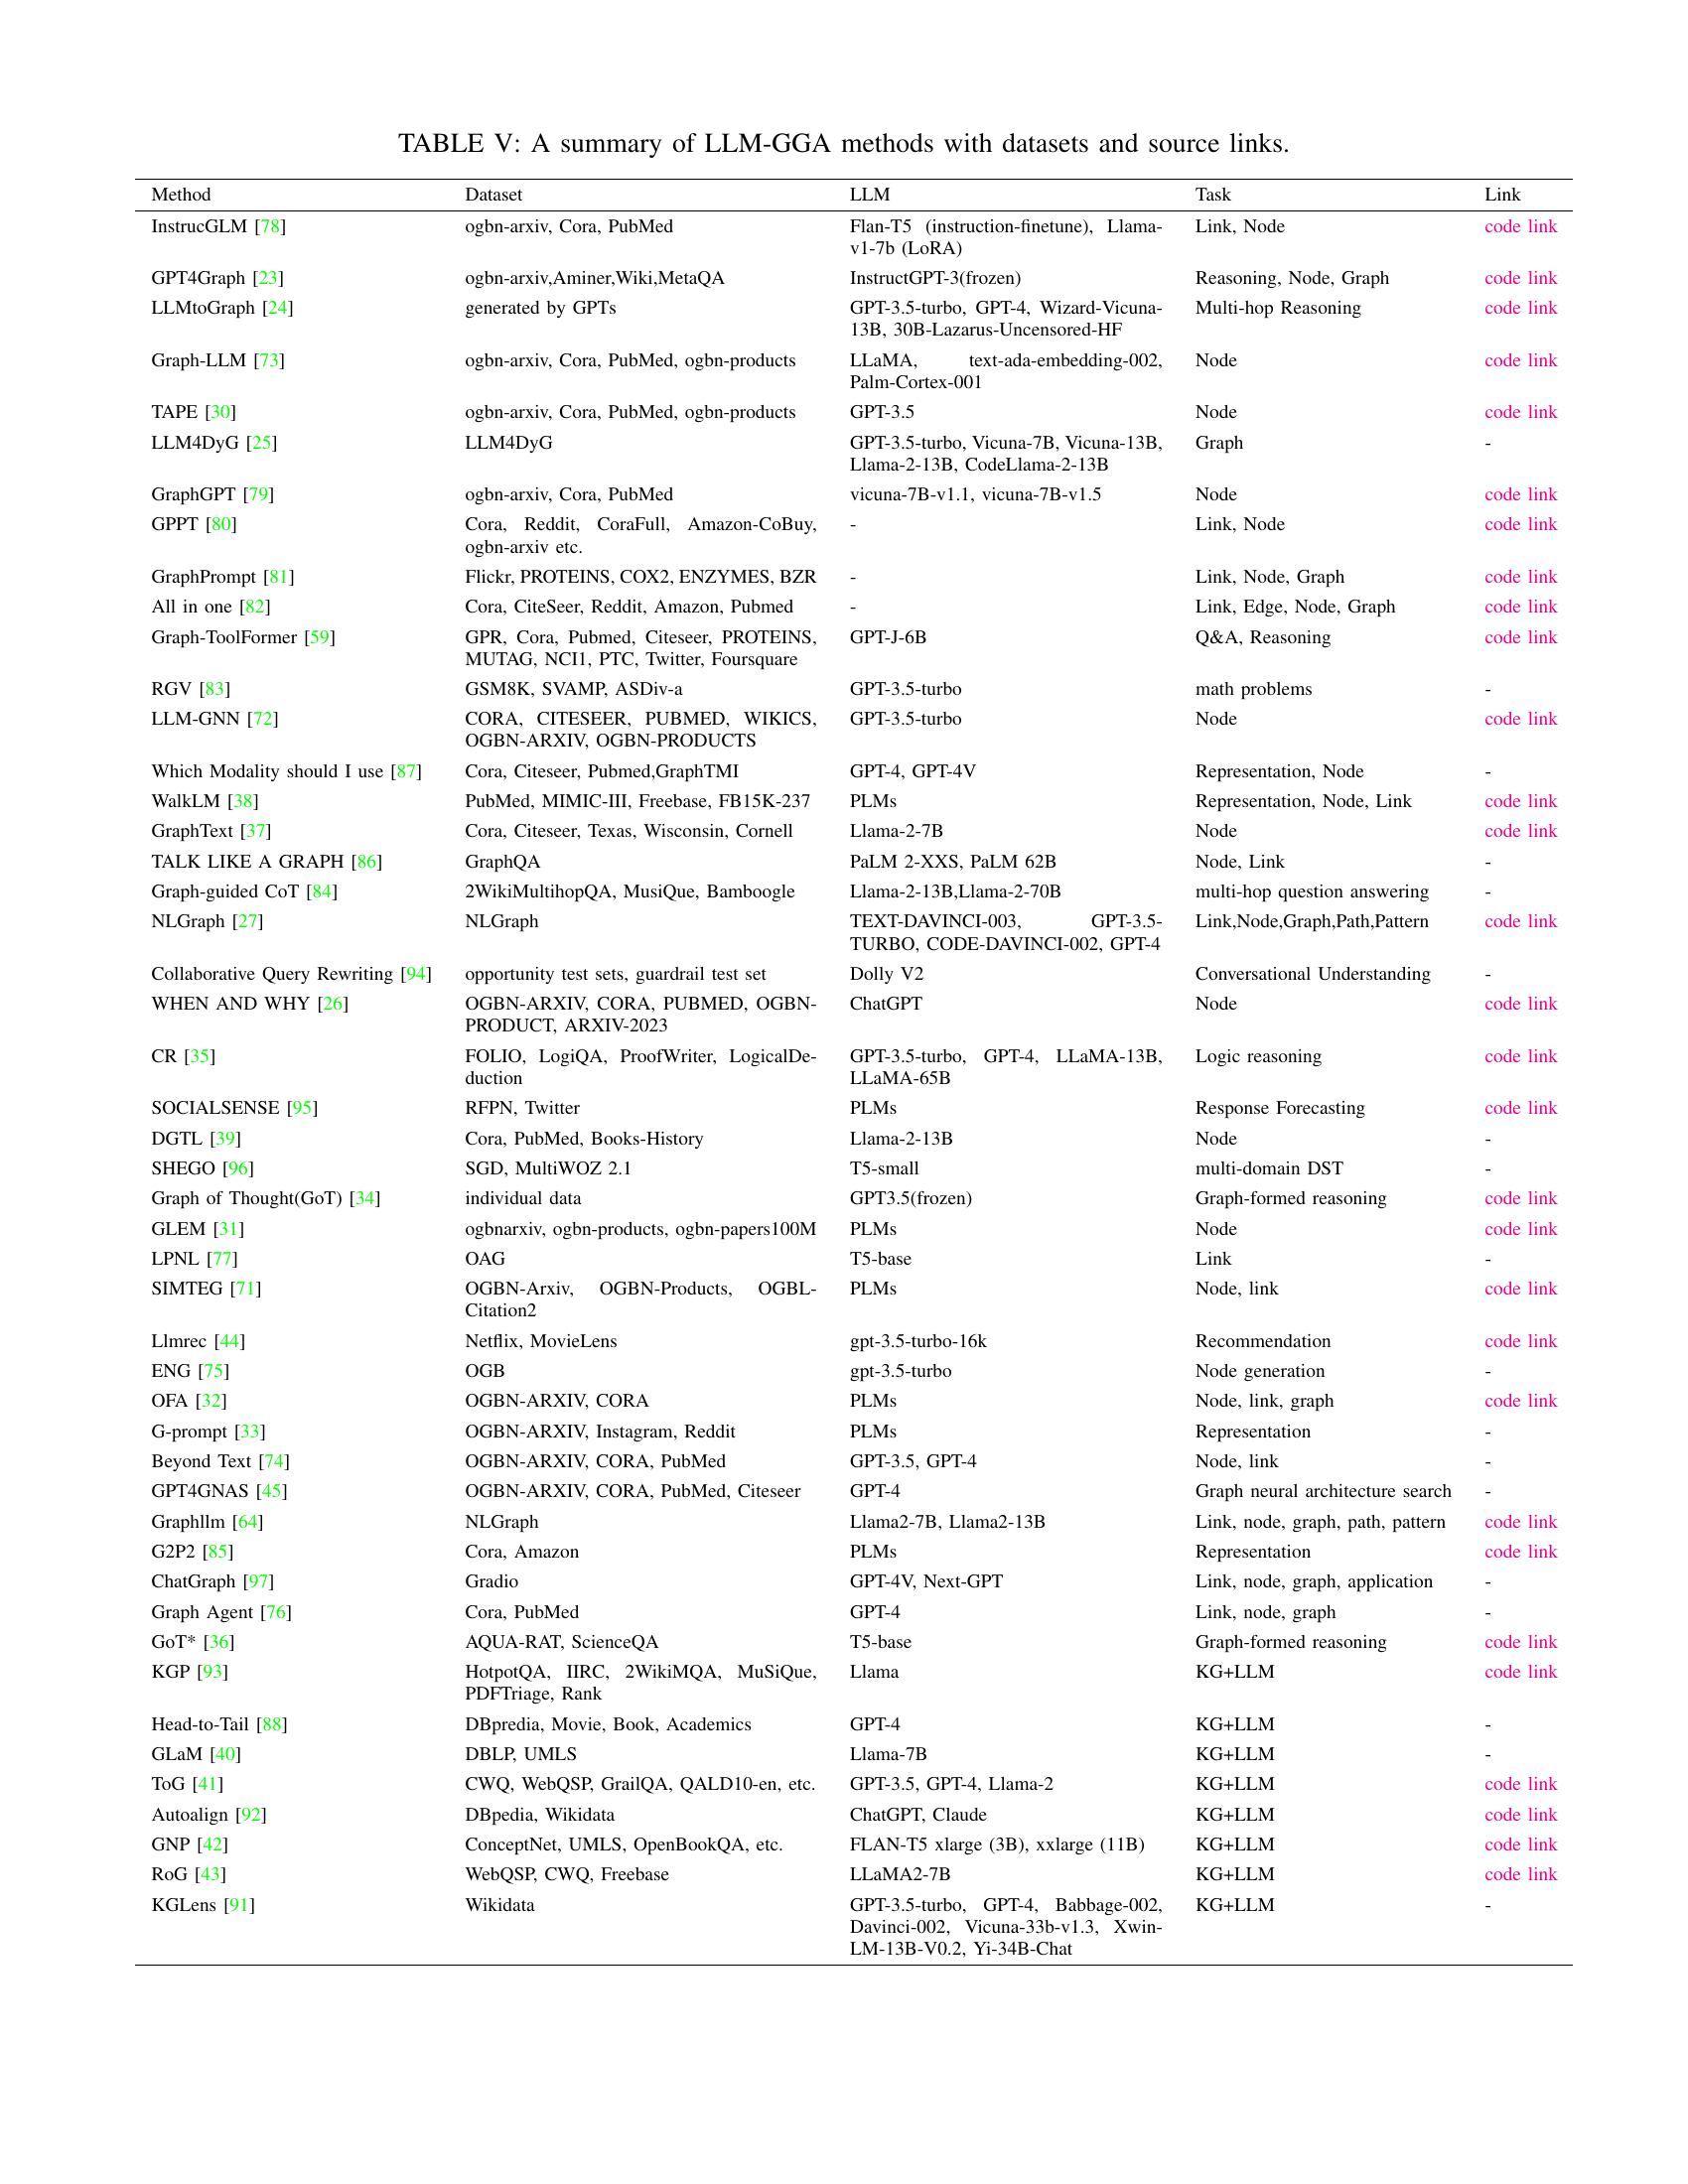 TABLE V: A summary of LLM-GGA methods with datasets and source links.
Method Dataset LLM Task Link
InstrucGLM [78] ogbn-arxiv, Cora, PubMed Flan-T5 (instruction-finetune), Llama- Link, Node code link
v1-7b (LoRA)
GPT4Graph [23] ogbn-arxiv,Aminer,Wiki,MetaQA InstructGPT-3(frozen) Reasoning, Node, Graph code link
LLMtoGraph [24] generated by GPTs GPT-3.5-turbo, GPT-4, Wizard-Vicuna- Multi-hop Reasoning code link
13B, 30B-Lazarus-Uncensored-HF
Graph-LLM [73] ogbn-arxiv, Cora, PubMed, ogbn-products LLaMA, text-ada-embedding-002, Node code link
Palm-Cortex-001
TAPE [30] ogbn-arxiv, Cora, PubMed, ogbn-products GPT-3.5 Node code link
LLM4DyG [25] LLM4DyG GPT-3.5-turbo, Vicuna-7B, Vicuna-13B, Graph -
Llama-2-13B, CodeLlama-2-13B
GraphGPT [79] ogbn-arxiv, Cora, PubMed vicuna-7B-v1.1, vicuna-7B-v1.5 Node code link
GPPT [80] Cora, Reddit, CoraFull, Amazon-CoBuy, - Link, Node code link
ogbn-arxiv etc.
GraphPrompt [81] Flickr, PROTEINS, COX2, ENZYMES, BZR - Link, Node, Graph code link
All in one [82] Cora, CiteSeer, Reddit, Amazon, Pubmed - Link, Edge, Node, Graph code link
Graph-ToolFormer [59] GPR, Cora, Pubmed, Citeseer, PROTEINS, GPT-J-6B Q&A, Reasoning code link
MUTAG, NCI1, PTC, Twitter, Foursquare
RGV [83] GSM8K, SVAMP, ASDiv-a GPT-3.5-turbo math problems -
LLM-GNN [72] CORA, CITESEER, PUBMED, WIKICS, GPT-3.5-turbo Node code link
OGBN-ARXIV, OGBN-PRODUCTS
Which Modality should I use [87] Cora, Citeseer, Pubmed,GraphTMI GPT-4, GPT-4V Representation, Node -
WalkLM [38] PubMed, MIMIC-III, Freebase, FB15K-237 PLMs Representation, Node, Link code link
GraphText [37] Cora, Citeseer, Texas, Wisconsin, Cornell Llama-2-7B Node code link
TALK LIKE A GRAPH [86] GraphQA PaLM 2-XXS, PaLM 62B Node, Link -
Graph-guided CoT [84] 2WikiMultihopQA, MusiQue, Bamboogle Llama-2-13B,Llama-2-70B multi-hop question answering -
NLGraph [27] NLGraph TEXT-DAVINCI-003, GPT-3.5- Link,Node,Graph,Path,Pattern code link
TURBO, CODE-DAVINCI-002, GPT-4
Collaborative Query Rewriting [94] opportunity test sets, guardrail test set Dolly V2 Conversational Understanding -
WHEN AND WHY [26] OGBN-ARXIV, CORA, PUBMED, OGBN- ChatGPT Node code link
PRODUCT, ARXIV-2023
CR [35] FOLIO, LogiQA, ProofWriter, LogicalDe- GPT-3.5-turbo, GPT-4, LLaMA-13B, Logic reasoning code link
duction LLaMA-65B
SOCIALSENSE [95] RFPN, Twitter PLMs Response Forecasting code link
DGTL [39] Cora, PubMed, Books-History Llama-2-13B Node -
SHEGO [96] SGD, MultiWOZ 2.1 T5-small multi-domain DST -
Graph of Thought(GoT) [34] individual data GPT3.5(frozen) Graph-formed reasoning code link
GLEM [31] ogbnarxiv, ogbn-products, ogbn-papers100M PLMs Node code link
LPNL [77] OAG T5-base Link -
SIMTEG [71] OGBN-Arxiv, OGBN-Products, OGBL- PLMs Node, link code link
Citation2
Llmrec [44] Netflix, MovieLens gpt-3.5-turbo-16k Recommendation code link
ENG [75] OGB gpt-3.5-turbo Node generation -
OFA [32] OGBN-ARXIV, CORA PLMs Node, link, graph code link
G-prompt [33] OGBN-ARXIV, Instagram, Reddit PLMs Representation -
Beyond Text [74] OGBN-ARXIV, CORA, PubMed GPT-3.5, GPT-4 Node, link -
GPT4GNAS [45] OGBN-ARXIV, CORA, PubMed, Citeseer GPT-4 Graph neural architecture search -
Graphllm [64] NLGraph Llama2-7B, Llama2-13B Link, node, graph, path, pattern code link
G2P2 [85] Cora, Amazon PLMs Representation code link
ChatGraph [97] Gradio GPT-4V, Next-GPT Link, node, graph, application -
Graph Agent [76] Cora, PubMed GPT-4 Link, node, graph -
GoT* [36] AQUA-RAT, ScienceQA T5-base Graph-formed reasoning code link
KGP [93] HotpotQA, IIRC, 2WikiMQA, MuSiQue, Llama KG+LLM code link
PDFTriage, Rank
Head-to-Tail [88] DBpredia, Movie, Book, Academics GPT-4 KG+LLM -
GLaM [40] DBLP, UMLS Llama-7B KG+LLM -
ToG [41] CWQ, WebQSP, GrailQA, QALD10-en, etc. GPT-3.5, GPT-4, Llama-2 KG+LLM code link
Autoalign [92] DBpedia, Wikidata ChatGPT, Claude KG+LLM code link
GNP [42] ConceptNet, UMLS, OpenBookQA, etc. FLAN-T5 xlarge (3B), xxlarge (11B) KG+LLM code link
RoG [43] WebQSP, CWQ, Freebase LLaMA2-7B KG+LLM code link
KGLens [91] Wikidata GPT-3.5-turbo, GPT-4, Babbage-002, KG+LLM -
Davinci-002, Vicuna-33b-v1.3, Xwin-
LM-13B-V0.2, Yi-34B-Chat